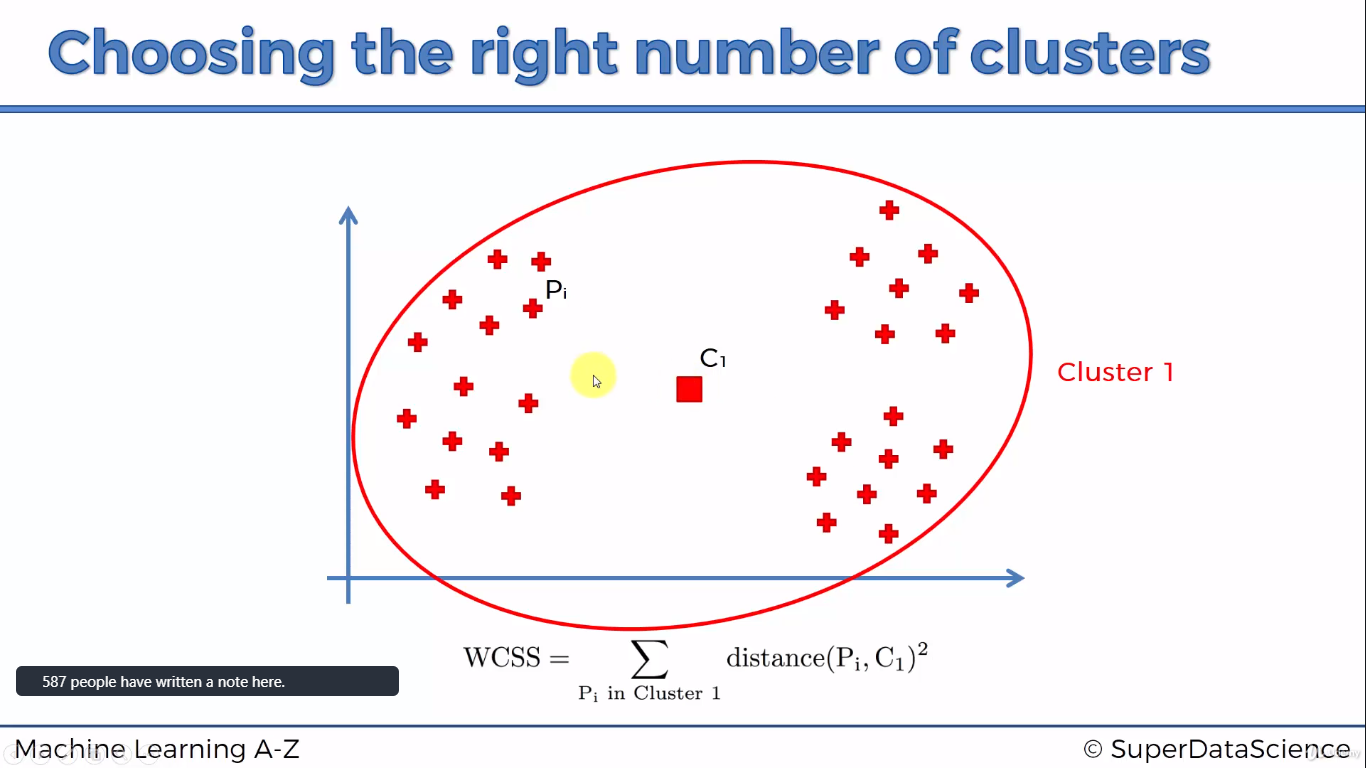 Choosing the right number of clusters
Pᵢ
C₁
Cluster 1
WCSS = ∑ distance(Pᵢ, C₁)²
Pᵢ in Cluster 1
587 people have written a note here.
Machine Learning A-Z
© SuperDataScience